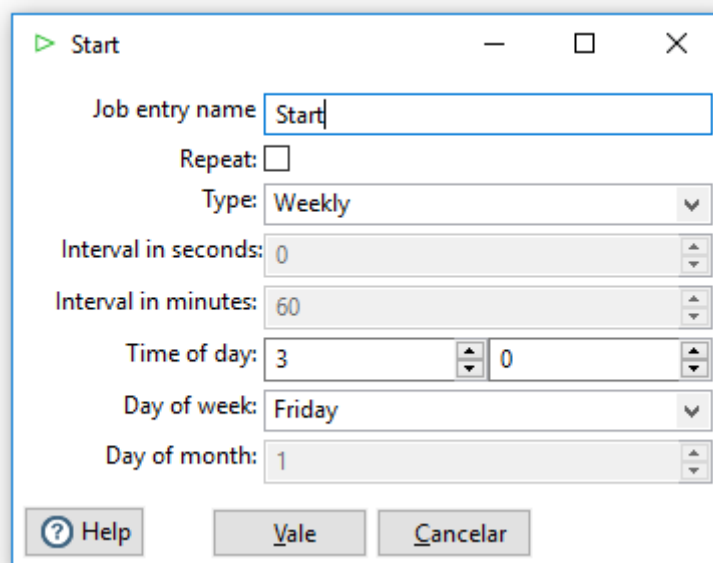 Start
Job entry name Start
Repeat:
Type: Weekly
Interval in seconds: 0
Interval in minutes: 60
Time of day: 3 0
Day of week: Friday
Day of month: 1
? Help Vale Cancelar